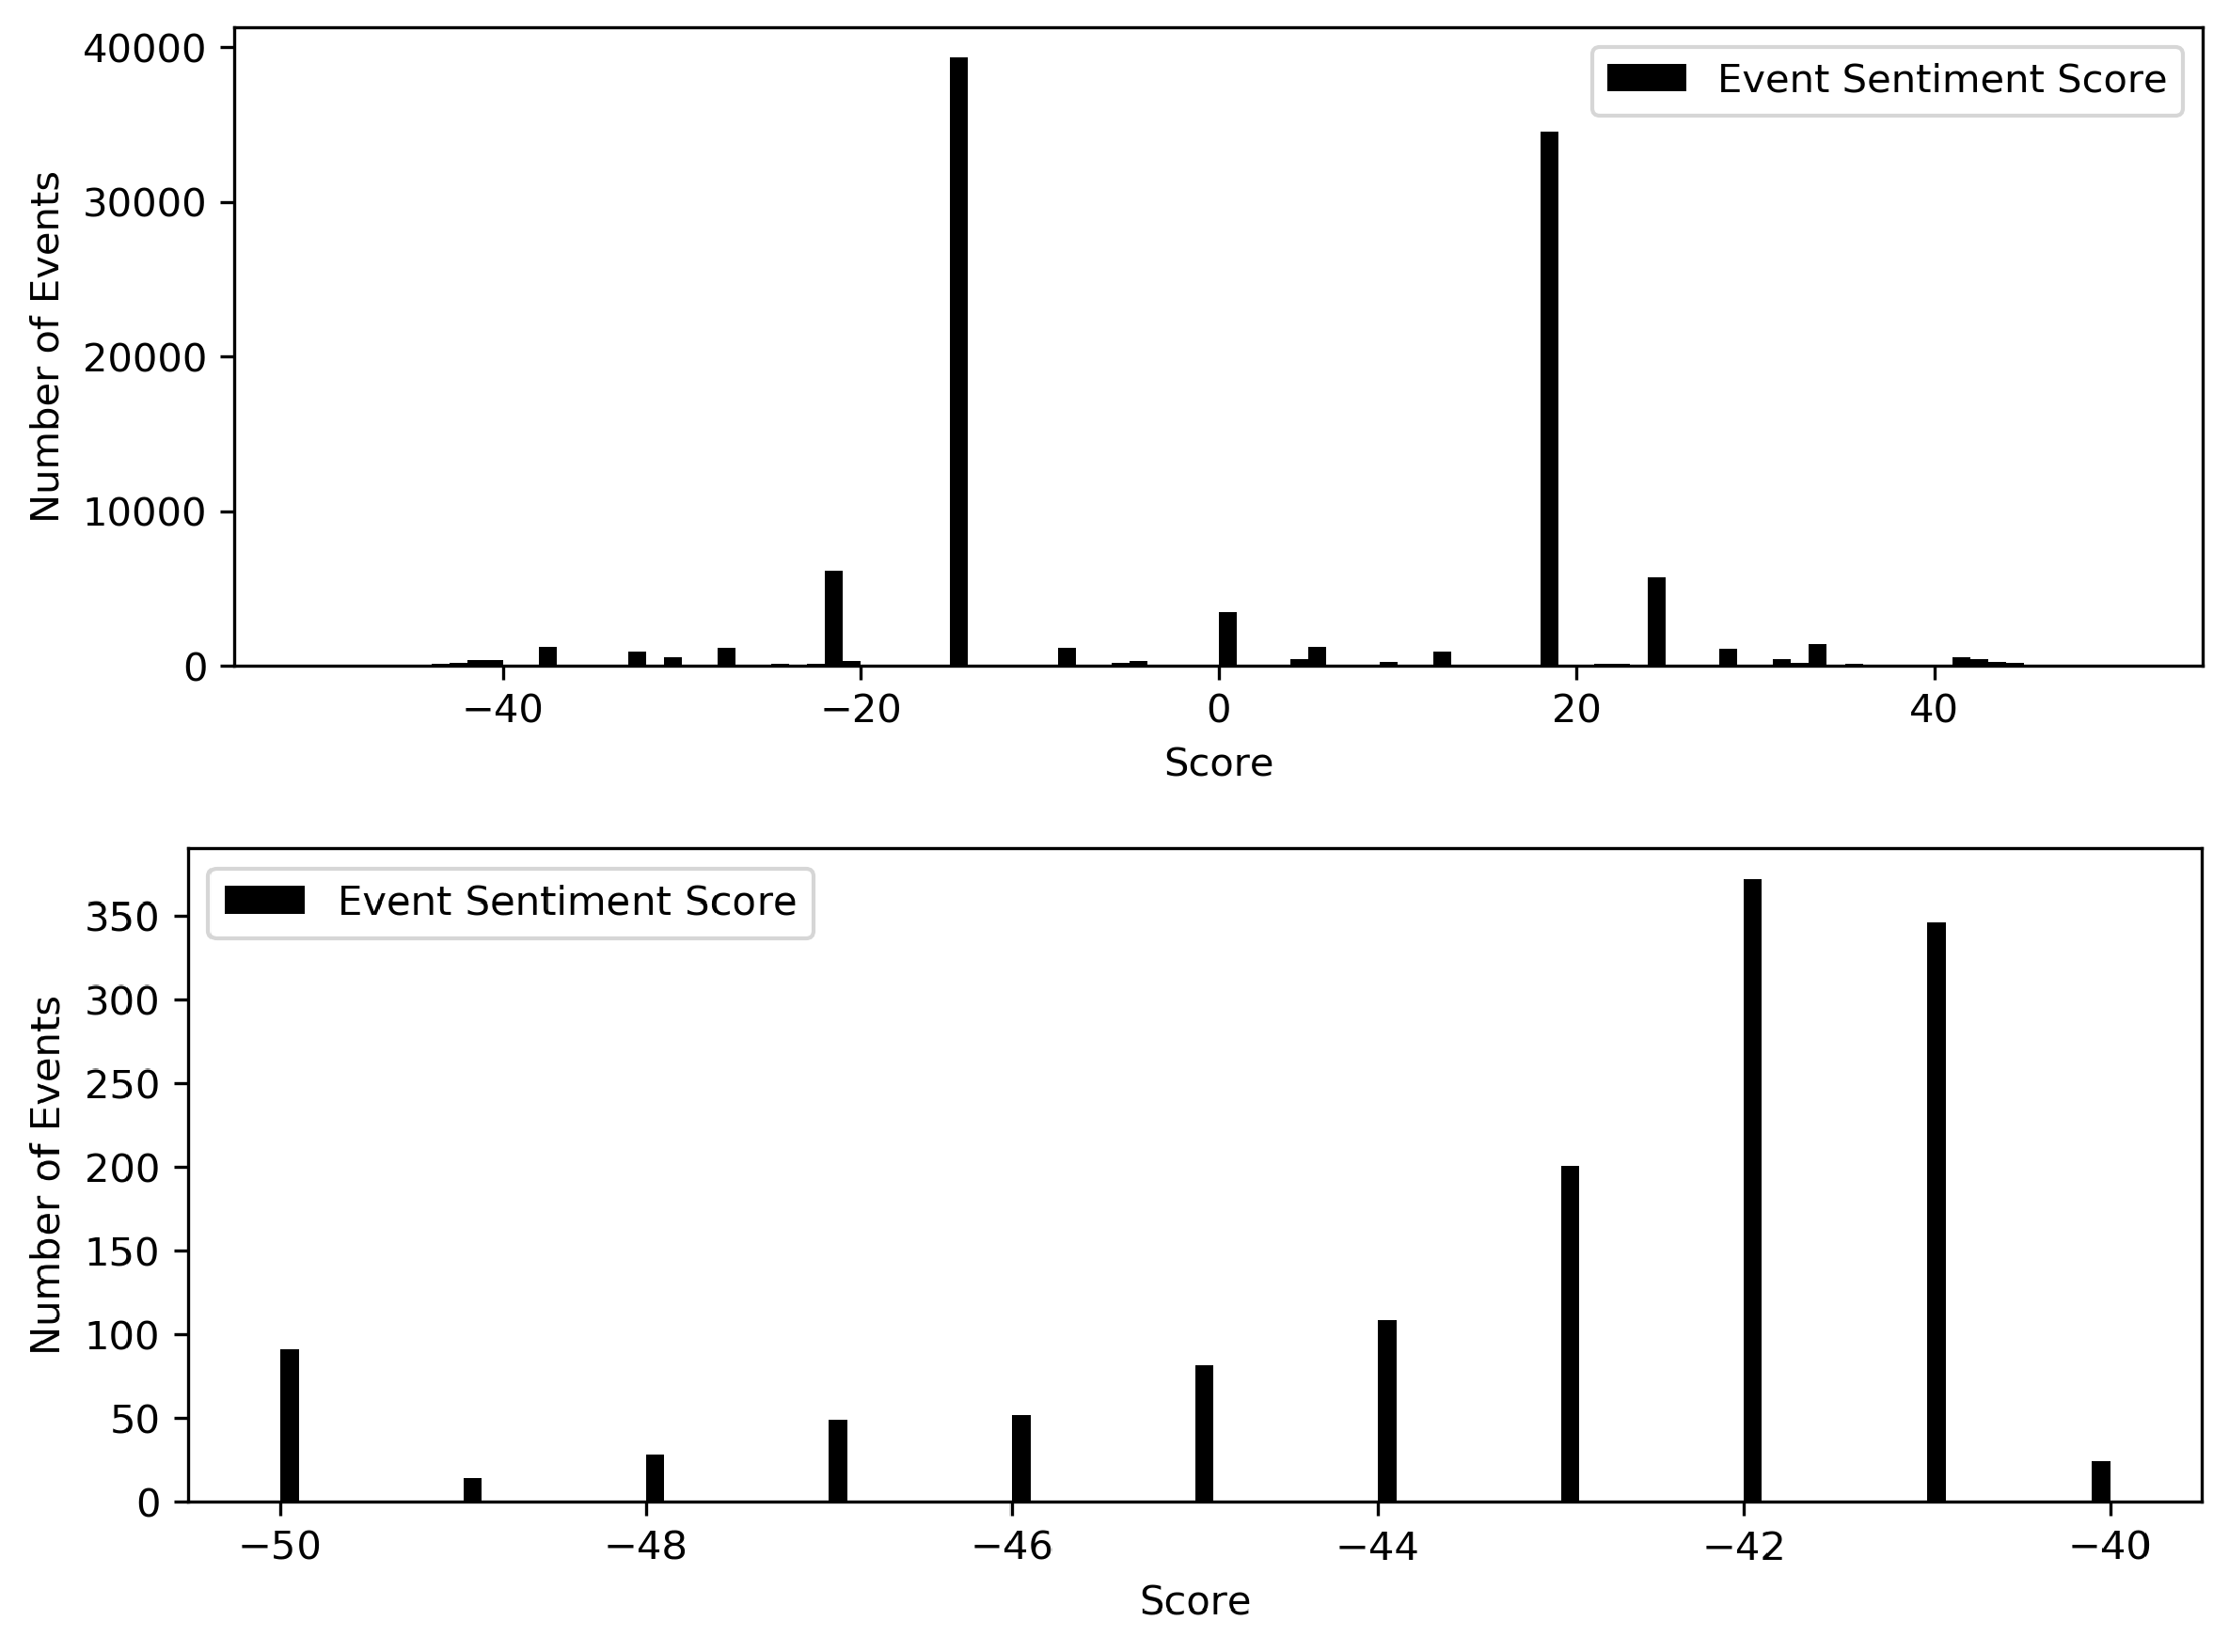 40000
30000
20000
10000
0
Number of Events
Event Sentiment Score
−40 −20 0 20 40
Score
350
300
250
200
150
100
50
0
Number of Events
Event Sentiment Score
−50 −48 −46 −44 −42 −40
Score